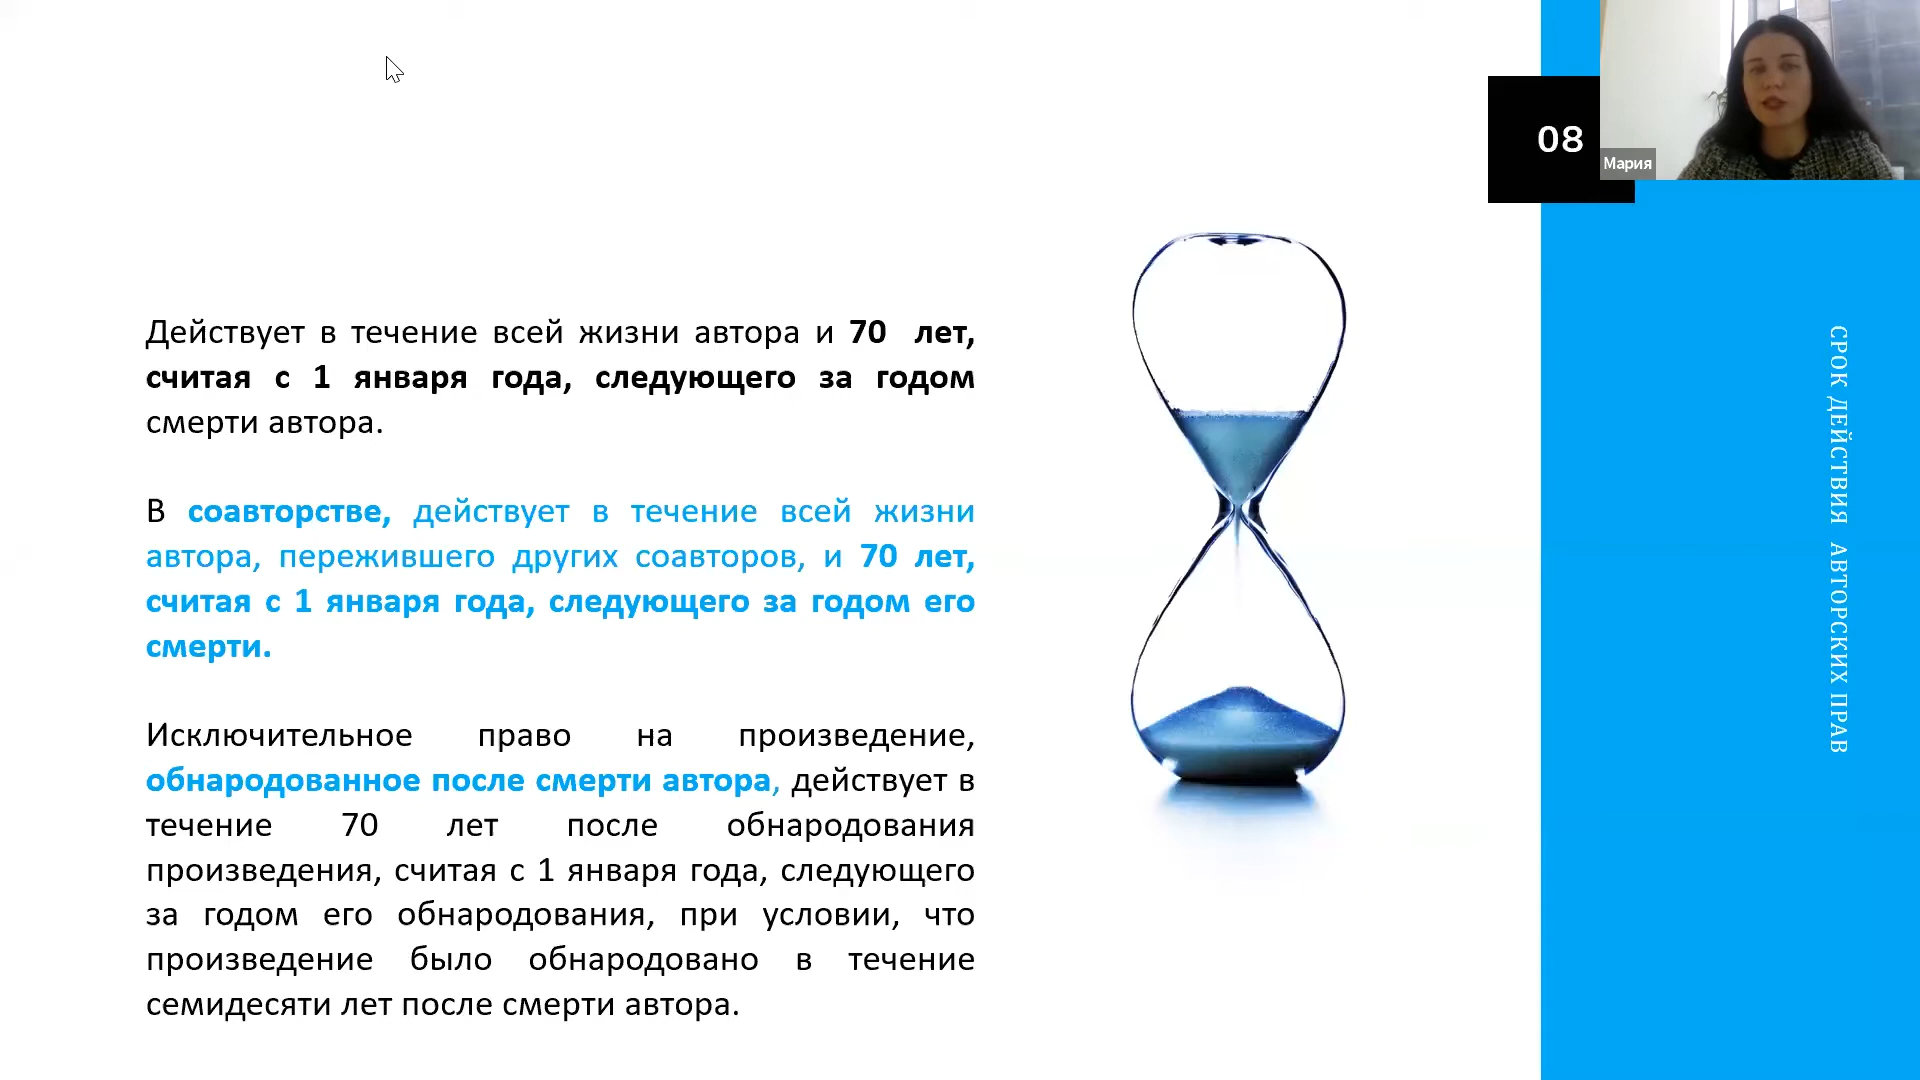 Действует в течение всей жизни автора и 70 лет,
считая с 1 января года, следующего за годом
смерти автора.
В соавторстве, действует в течение всей жизни
автора, пережившего других соавторов, и 70 лет,
считая с 1 января года, следующего за годом его
смерти.
Исключительное право на произведение,
обнародованное после смерти автора, действует в
течение 70 лет после обнародования
произведения, считая с 1 января года, следующего
за годом его обнародования, при условии, что
произведение было обнародовано в течение
семидесяти лет после смерти автора.
08
Мария
СРОК ДЕЙСТВИЯ АВТОРСКИХ ПРАВ